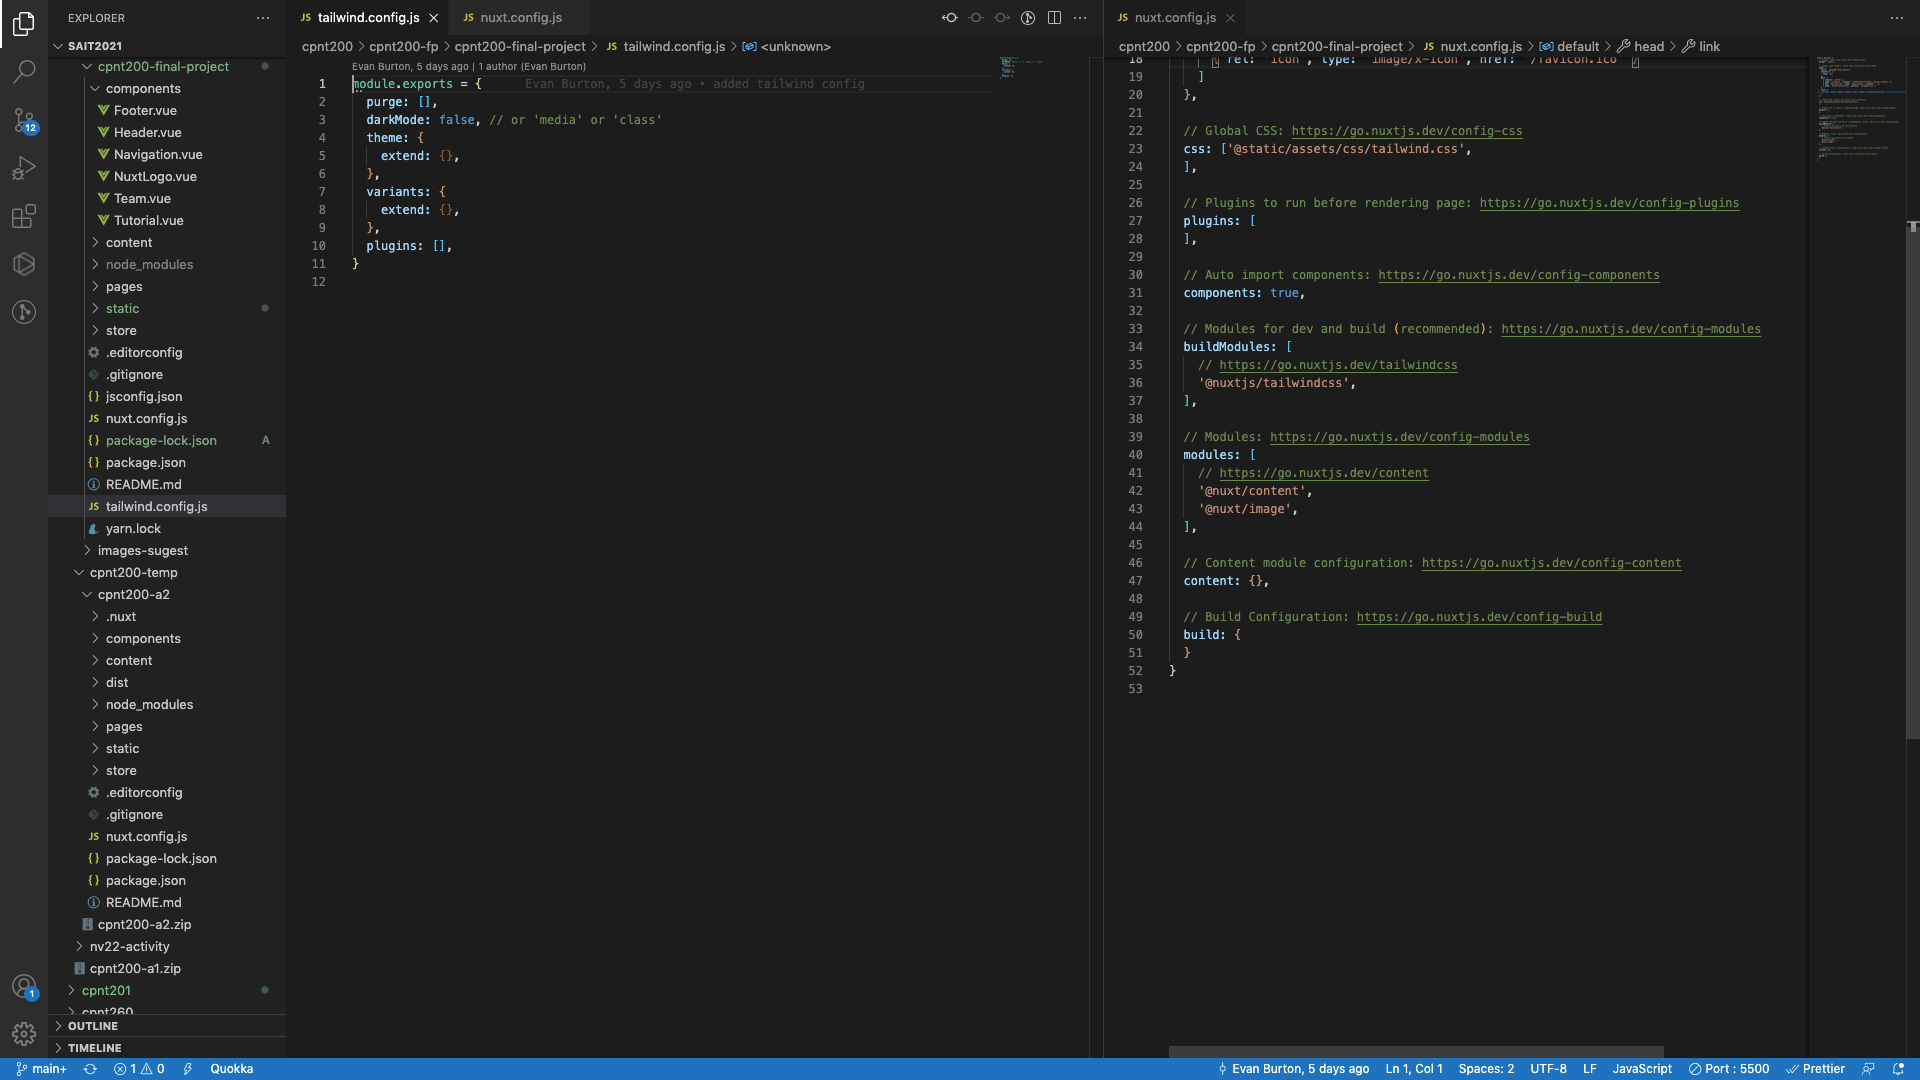 EXPLORER
SAIT2021
cpnt200-final-project
components
Footer.vue
Header.vue
Navigation.vue
NuxtLogo.vue
Team.vue
Tutorial.vue
content
node_modules
pages
static
store
.editorconfig
.gitignore
jsconfig.json
nuxt.config.js
package-lock.json A
package.json
README.md
tailwind.config.js
yarn.lock
images-sugest
cpnt200-temp
cpnt200-a2
.nuxt
components
content
dist
node_modules
pages
static
store
.editorconfig
.gitignore
nuxt.config.js
package-lock.json
package.json
README.md
cpnt200-a2.zip
nv22-activity
cpnt200-a1.zip
cpnt201
cpnt260
OUTLINE
TIMELINE
12
1
JS tailwind.config.js
JS nuxt.config.js
cpnt200 > cpnt200-fp > cpnt200-final-project > JS tailwind.config.js > <unknown>
Evan Burton, 5 days ago | 1 author (Evan Burton)
1 module.exports = { Evan Burton, 5 days ago • added tailwind config
2 purge: [],
3 darkMode: false, // or 'media' or 'class'
4 theme: {
5 extend: {},
6 },
7 variants: {
8 extend: {},
9 },
10 plugins: [],
11 }
12
JS nuxt.config.js
cpnt200 > cpnt200-fp > cpnt200-final-project > JS nuxt.config.js > default > head > link
18 { rel: 'icon', type: 'image/x-icon', href: '/favicon.ico' }
19 ]
20 },
21
22 // Global CSS: https://go.nuxtjs.dev/config-css
23 css: ['@static/assets/css/tailwind.css',
24 ],
25
26 // Plugins to run before rendering page: https://go.nuxtjs.dev/config-plugins
27 plugins: [
28 ],
29
30 // Auto import components: https://go.nuxtjs.dev/config-components
31 components: true,
32
33 // Modules for dev and build (recommended): https://go.nuxtjs.dev/config-modules
34 buildModules: [
35 // https://go.nuxtjs.dev/tailwindcss
36 '@nuxtjs/tailwindcss',
37 ],
38
39 // Modules: https://go.nuxtjs.dev/config-modules
40 modules: [
41 // https://go.nuxtjs.dev/content
42 '@nuxt/content',
43 '@nuxt/image',
44 ],
45
46 // Content module configuration: https://go.nuxtjs.dev/config-content
47 content: {},
48
49 // Build Configuration: https://go.nuxtjs.dev/config-build
50 build: {
51 }
52 }
53
main+ 1 0 Quokka
Evan Burton, 5 days ago Ln 1, Col 1 Spaces: 2 UTF-8 LF JavaScript Port : 5500 Prettier